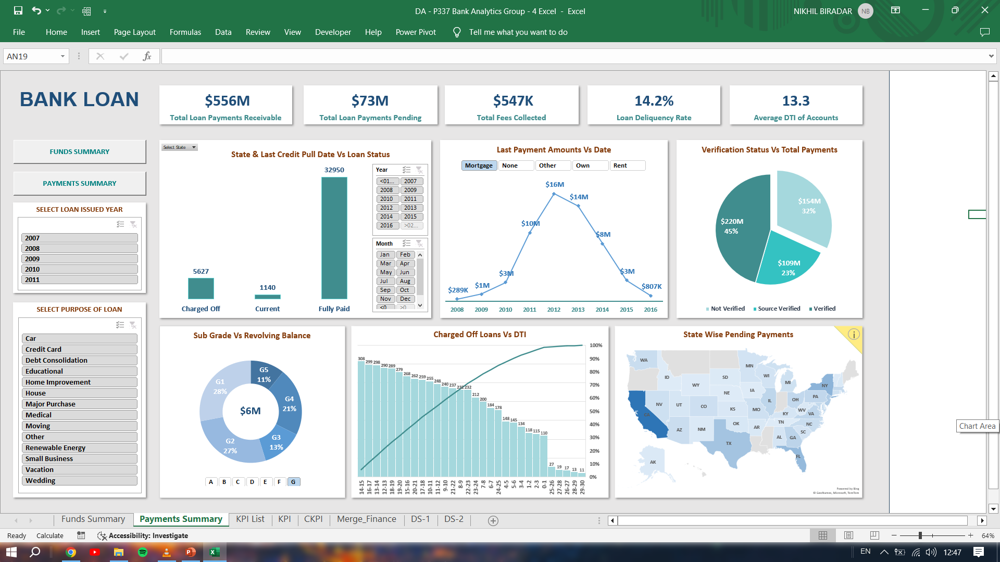 DA - P337 Bank Analytics Group - 4 Excel - Excel
NIKHIL BIRADAR NB
File Home Insert Page Layout Formulas Data Review View Developer Help Power Pivot Tell me what you want to do
AN19 fx
BANK LOAN
$556M
Total Loan Payments Receivable
$73M
Total Loan Payments Pending
$547K
Total Fees Collected
14.2%
Loan Deliquency Rate
13.3
Average DTI of Accounts
FUNDS SUMMARY
PAYMENTS SUMMARY
SELECT LOAN ISSUED YEAR
2007
2008
2009
2010
2011
SELECT PURPOSE OF LOAN
Car
Credit Card
Debt Consolidation
Educational
Home Improvement
House
Major Purchase
Medical
Moving
Other
Renewable Energy
Small Business
Vacation
Wedding
Select State
State & Last Credit Pull Date Vs Loan Status
5627
1140
32950
Charged Off Current Fully Paid
Year
<01... 2007
2008 2009
2010 2011
2012 2013
2014 2015
2016 >02...
Month
Jan Feb
Mar Apr
May Jun
Jul Aug
Sep Oct
Nov Dec
<0... >0...
Last Payment Amounts Vs Date
Mortgage None Other Own Rent
$289K $1M $3M $10M $16M $14M $8M $3M $807K
2008 2009 2010 2011 2012 2013 2014 2015 2016
Verification Status Vs Total Payments
$154M
32%
$220M
45%
$109M
23%
Not Verified Source Verified Verified
Sub Grade Vs Revolving Balance
G5
11%
G1
28%
G4
21%
$6M
G3
13%
G2
27%
A B C D E F G
Charged Off Loans Vs DTI
308 299 298 290 289 279 268 262 259 255 248 240 237 232 232 212 200 184 178 148 145 134 118 115 110 27 19 17 13 11
100%
90%
80%
70%
60%
50%
40%
30%
20%
10%
0%
14-15 16-17 13-14 12-13 18-19 19-20 15-16 20-21 17-18 10-11 11-12 9-10 21-22 8-9 22-23 23-24 7-8 6-7 24-25 4-5 5-6 3-4 1-2 2-3 0-1 25-26 27-28 26-27 28-29 29-30
State Wise Pending Payments
i
WA MN
ID SD WI MI NY
WY IA PA
NE IL OH
NV UT CO KS MO WV VA
CA KY
AZ NM OK AR TN NC
SC
TX AL GA
AK FL
Powered by Bing
© GeoNames, Microsoft, TomTom
Chart Area
Funds Summary Payments Summary KPI List KPI CKPI Merge_Finance DS-1 DS-2
Ready Calculate Accessibility: Investigate 64%
EN 12:47